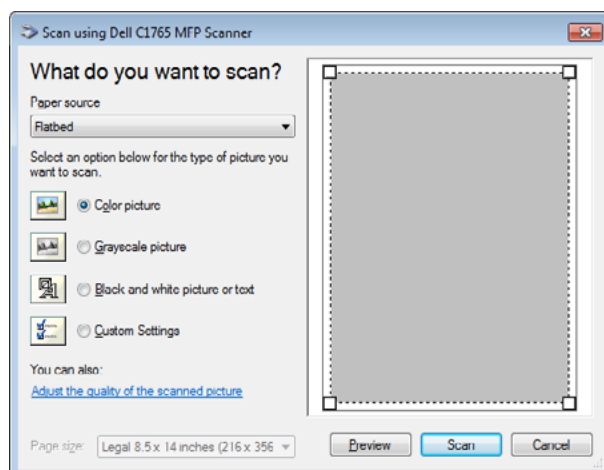 Scan using Dell C1765 MFP Scanner
What do you want to scan?
Paper source
Flatbed
Select an option below for the type of picture you
want to scan.
Color picture
Grayscale picture
Black and white picture or text
Custom Settings
You can also:
Adjust the quality of the scanned picture
Page size: Legal 8.5 x 14 inches (216 x 356
Preview Scan Cancel